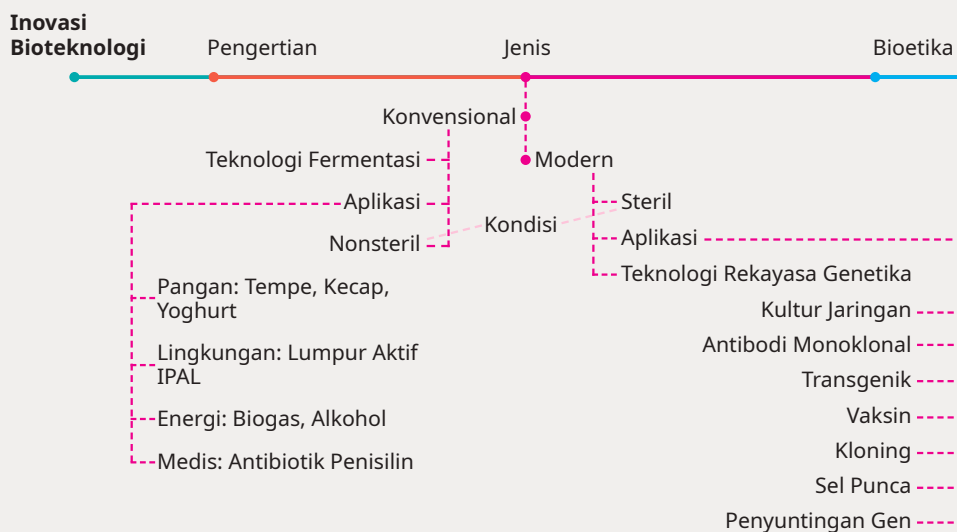 Inovasi
Bioteknologi
Pengertian
Jenis
Bioetika
Konvensional
Teknologi Fermentasi
Modern
Aplikasi
Steril
Kondisi
Nonsteril
Aplikasi
Teknologi Rekayasa Genetika
Pangan: Tempe, Kecap,
Yoghurt
Lingkungan: Lumpur Aktif
IPAL
Energi: Biogas, Alkohol
Medis: Antibiotik Penisilin
Kultur Jaringan
Antibodi Monoklonal
Transgenik
Vaksin
Kloning
Sel Punca
Penyuntingan Gen